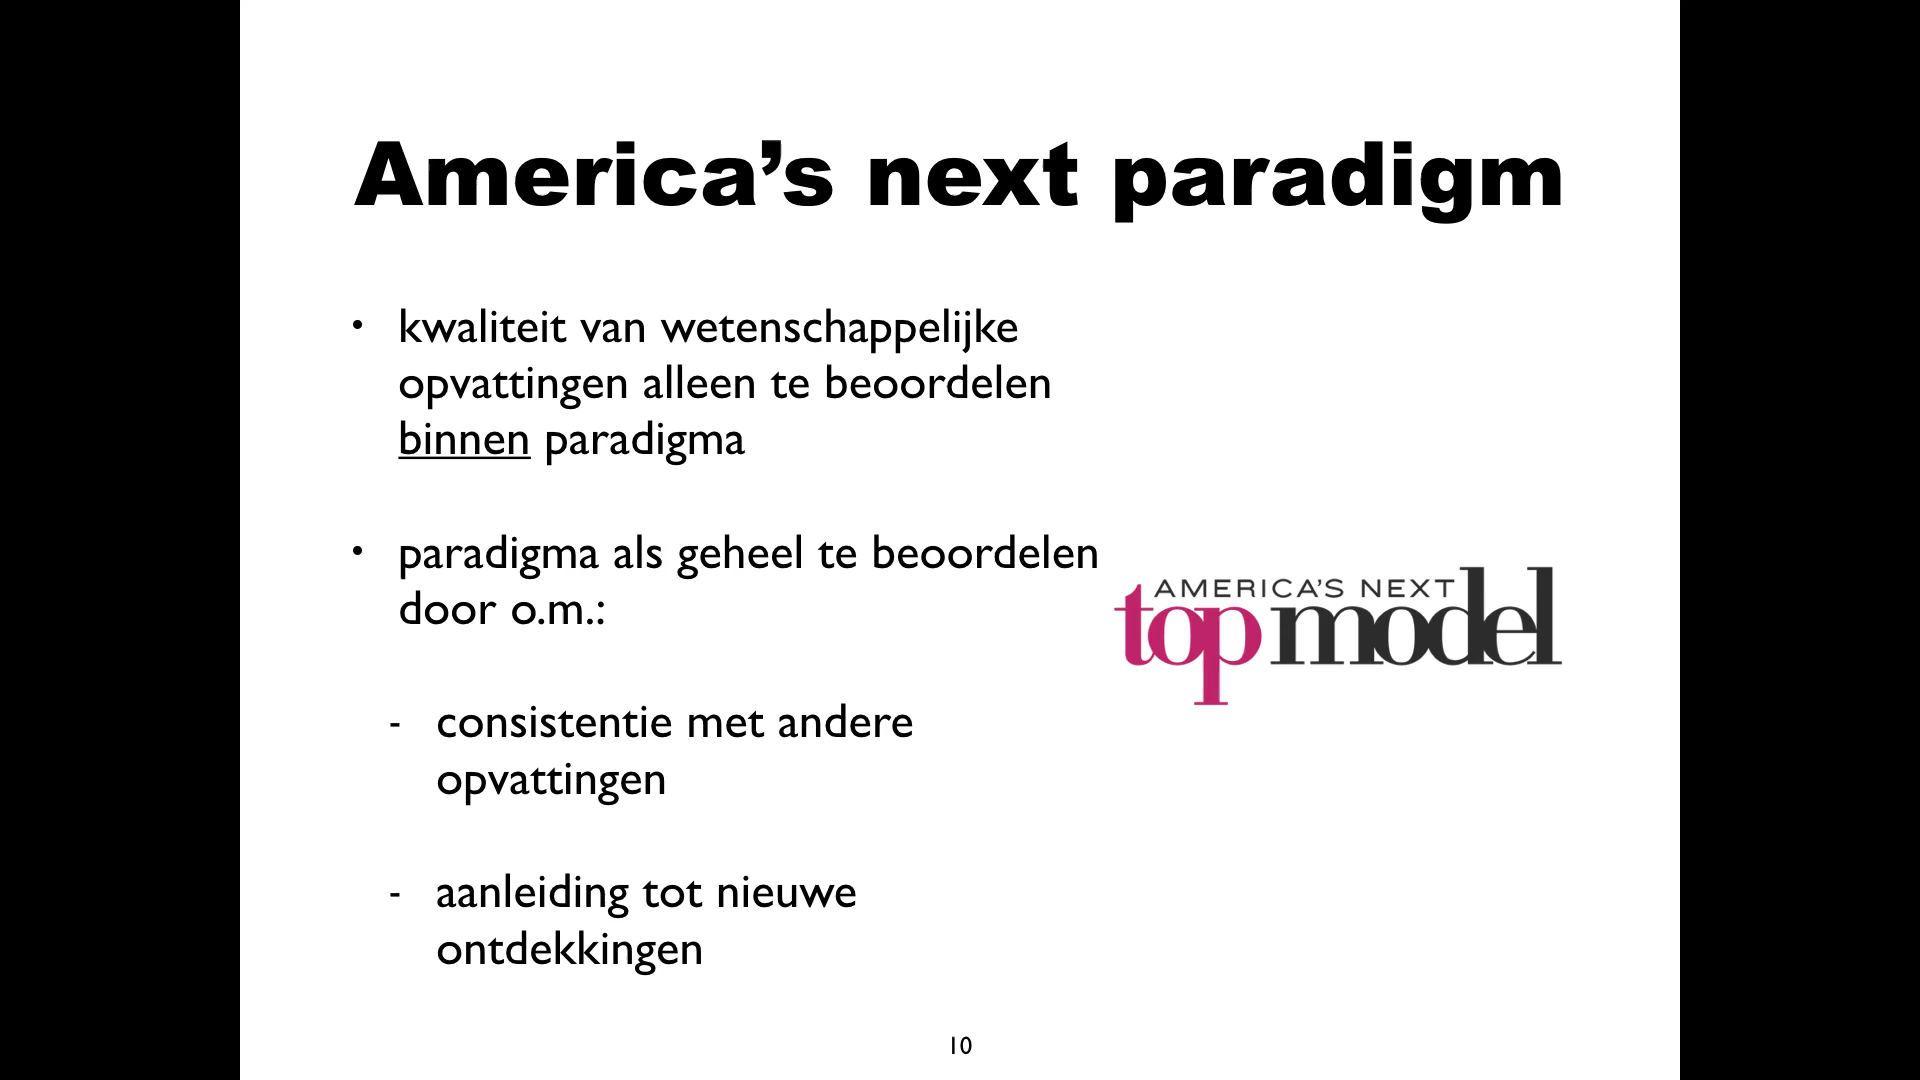 America’s next paradigm
• kwaliteit van wetenschappelijke
opvattingen alleen te beoordelen
binnen paradigma
• paradigma als geheel te beoordelen
door o.m.:
AMERICA'S NEXT
top model
- consistentie met andere
opvattingen
- aanleiding tot nieuwe
ontdekkingen
10